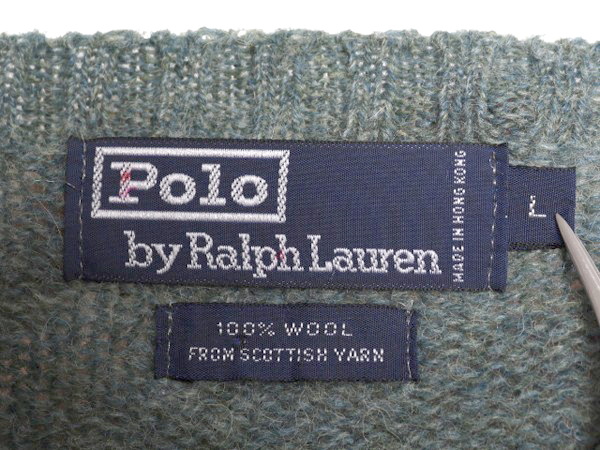 Polo
by Ralph Lauren
MADE IN HONG KONG
L
100% WOOL
FROM SCOTTISH YARN